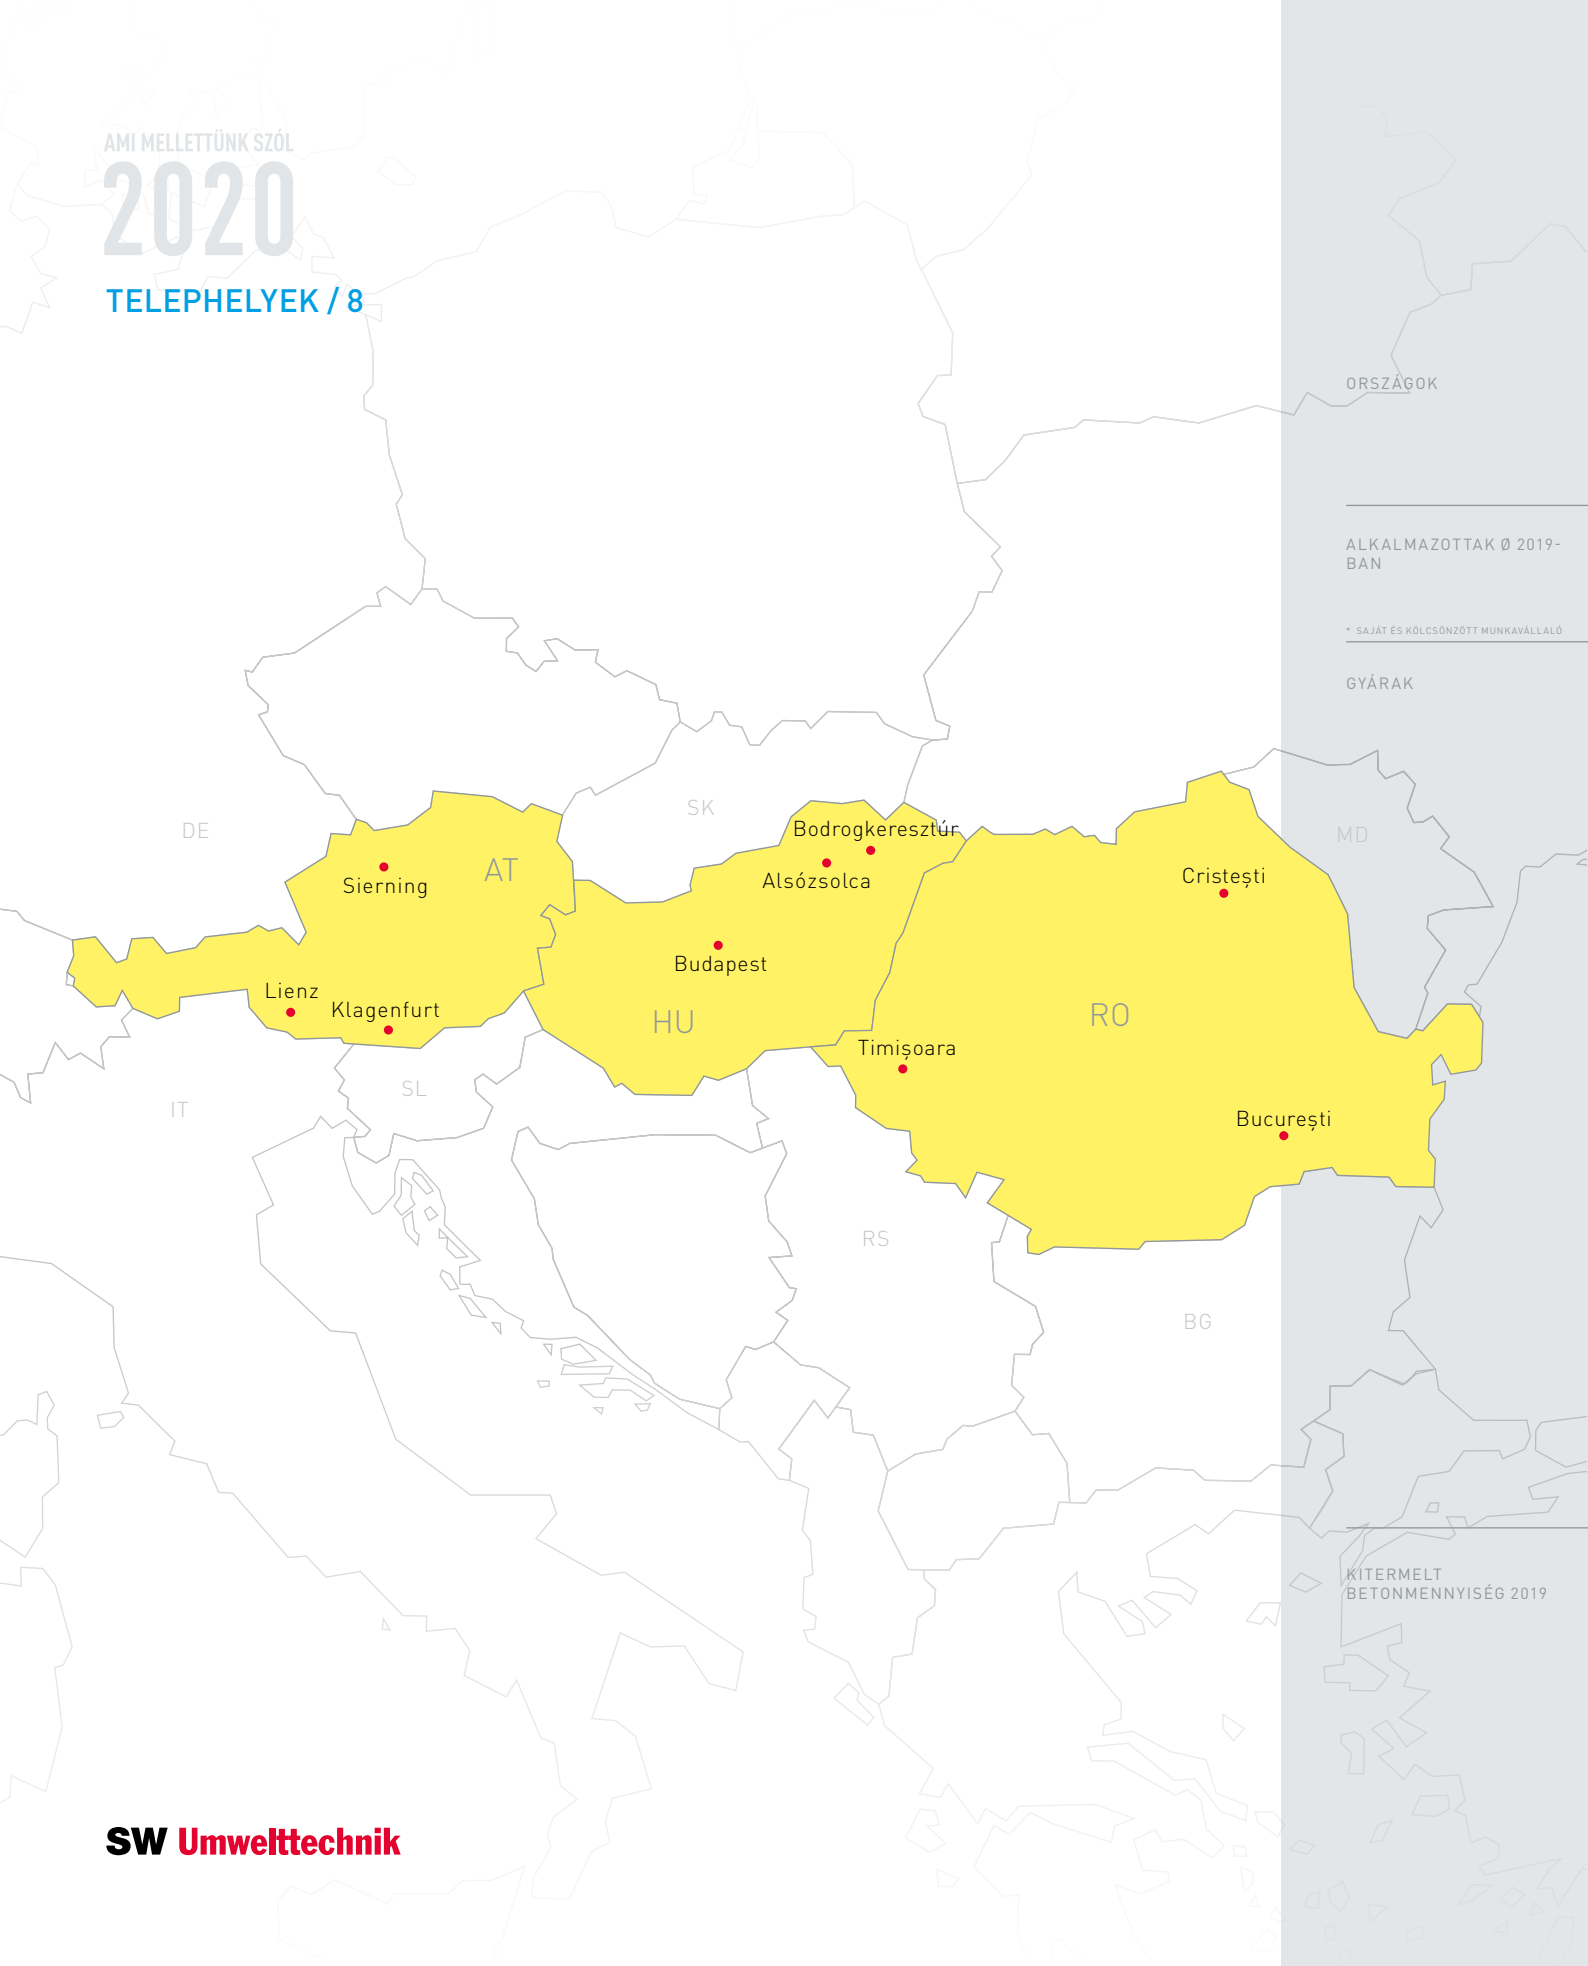 AMI MELLETTÜNK SZÓL
2020
TELEPHELYEK / 8
ORSZÁGOK
ALKALMAZOTTAK Ø 2019-
BAN
* SAJÁT ÉS KÖLCSÖNZÖTT MUNKAVÁLLALÓ
GYÁRAK
SK
DE
Bodrogkeresztúr
MD
AT
Sierning
Alsózsolca
Cristești
Budapest
Lienz
Klagenfurt
HU
RO
Timișoara
SL
IT
București
RS
BG
KITERMELT
BETONMENNYISÉG 2019
SW Umwelttechnik